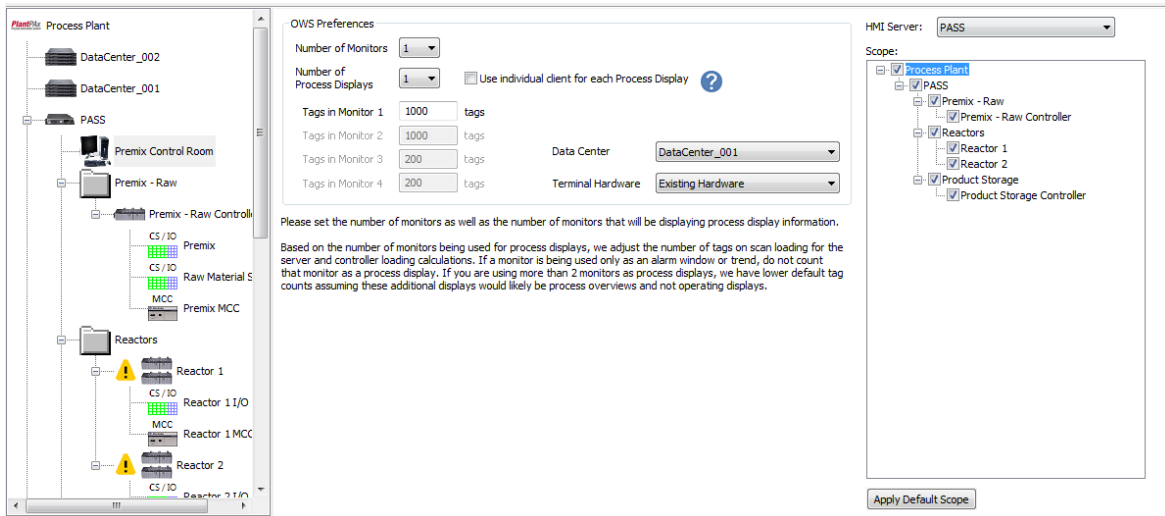 PlantPAx Process Plant
DataCenter_002
DataCenter_001
PASS
Premix Control Room
Premix - Raw
Premix - Raw Controll
CS / IO
Premix
CS / IO
Raw Material S
MCC
Premix MCC
Reactors
Reactor 1
CS / IO
Reactor 1 I/O
MCC
Reactor 1 MCC
Reactor 2
CS / IO
Reactor 2 I/O
OWS Preferences
Number of Monitors 1
Number of
Process Displays 1 Use individual client for each Process Display ?
Tags in Monitor 1 1000 tags
Tags in Monitor 2 1000 tags
Tags in Monitor 3 200 tags
Tags in Monitor 4 200 tags
Data Center DataCenter_001
Terminal Hardware Existing Hardware
Please set the number of monitors as well as the number of monitors that will be displaying process display information.
Based on the number of monitors being used for process displays, we adjust the number of tags on scan loading for the
server and controller loading calculations. If a monitor is being used only as an alarm window or trend, do not count
that monitor as a process display. If you are using more than 2 monitors as process displays, we have lower default tag
counts assuming these additional displays would likely be process overviews and not operating displays.
HMI Server: PASS
Scope:
Process Plant
PASS
Premix - Raw
Premix - Raw Controller
Reactors
Reactor 1
Reactor 2
Product Storage
Product Storage Controller
Apply Default Scope